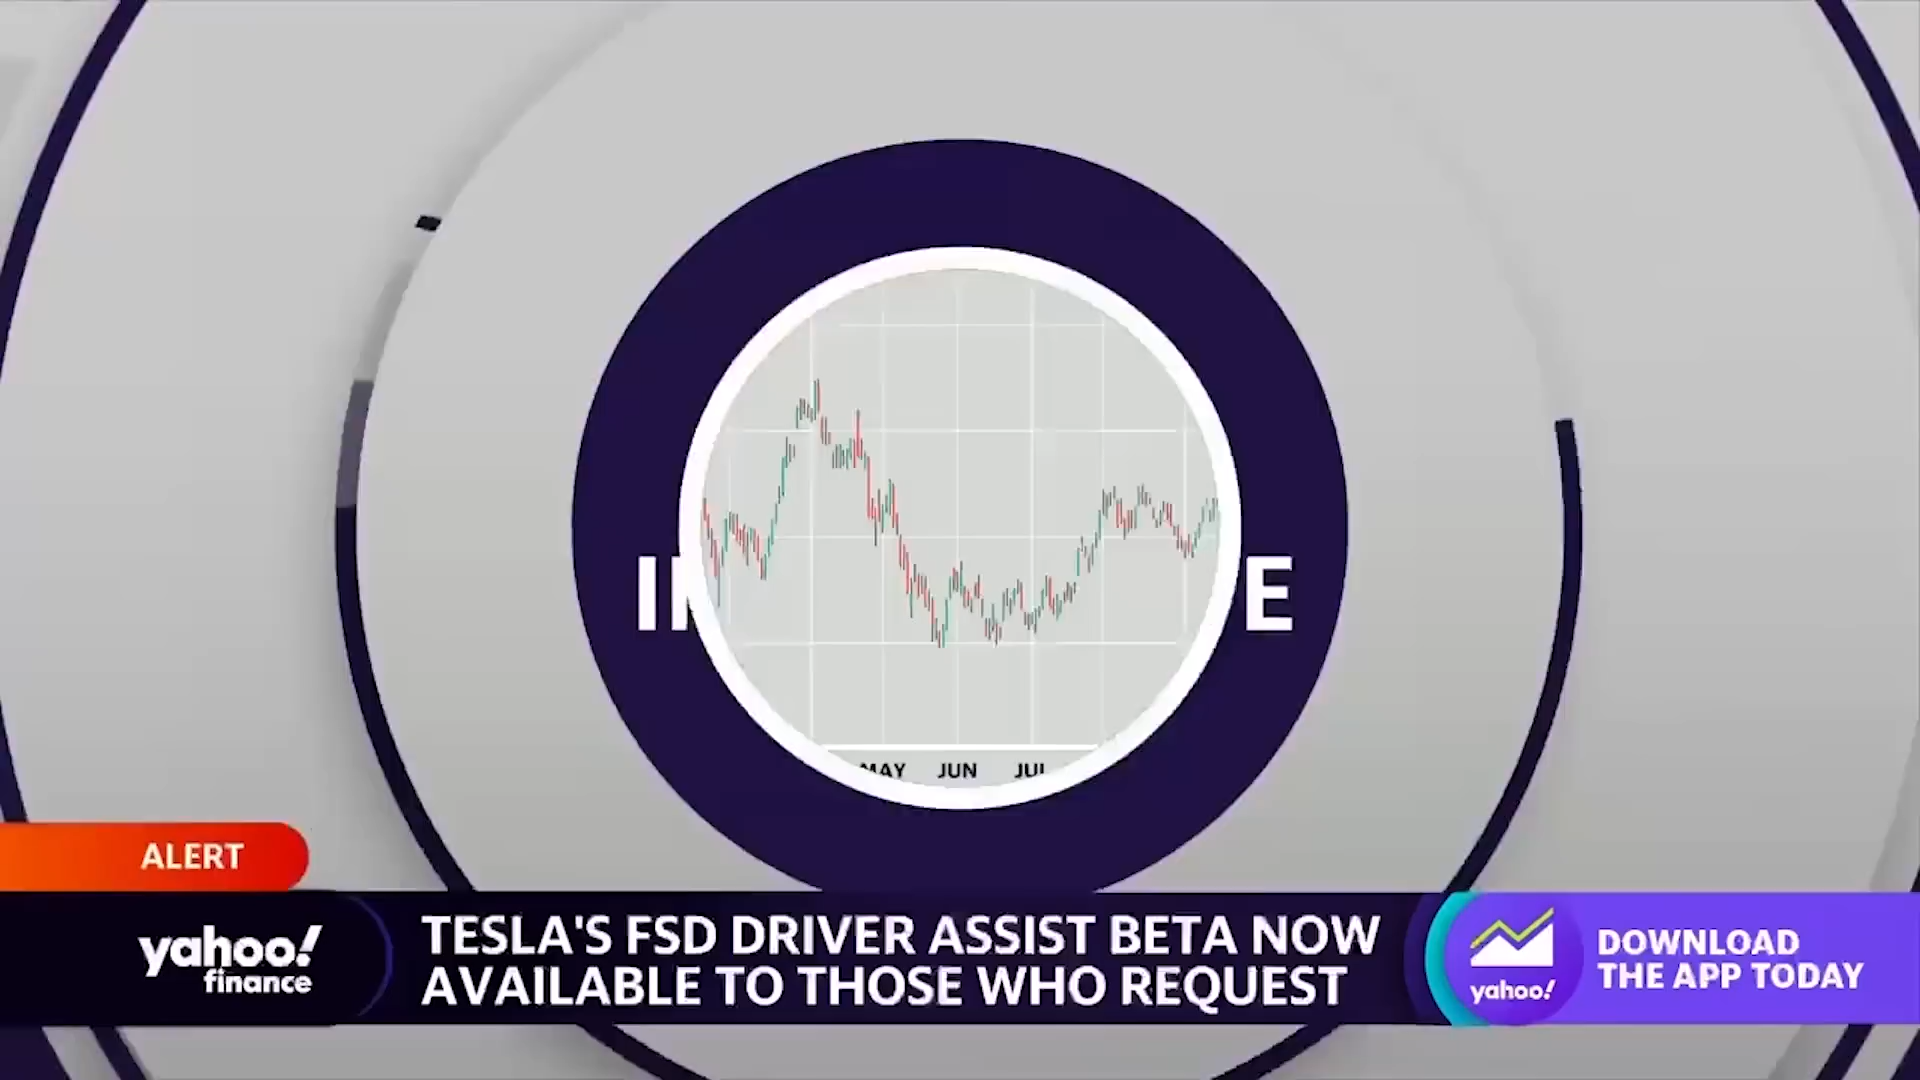 E
MAY JUN JUL
ALERT
yahoo!
finance
TESLA'S FSD DRIVER ASSIST BETA NOW
AVAILABLE TO THOSE WHO REQUEST
yahoo!
DOWNLOAD
THE APP TODAY